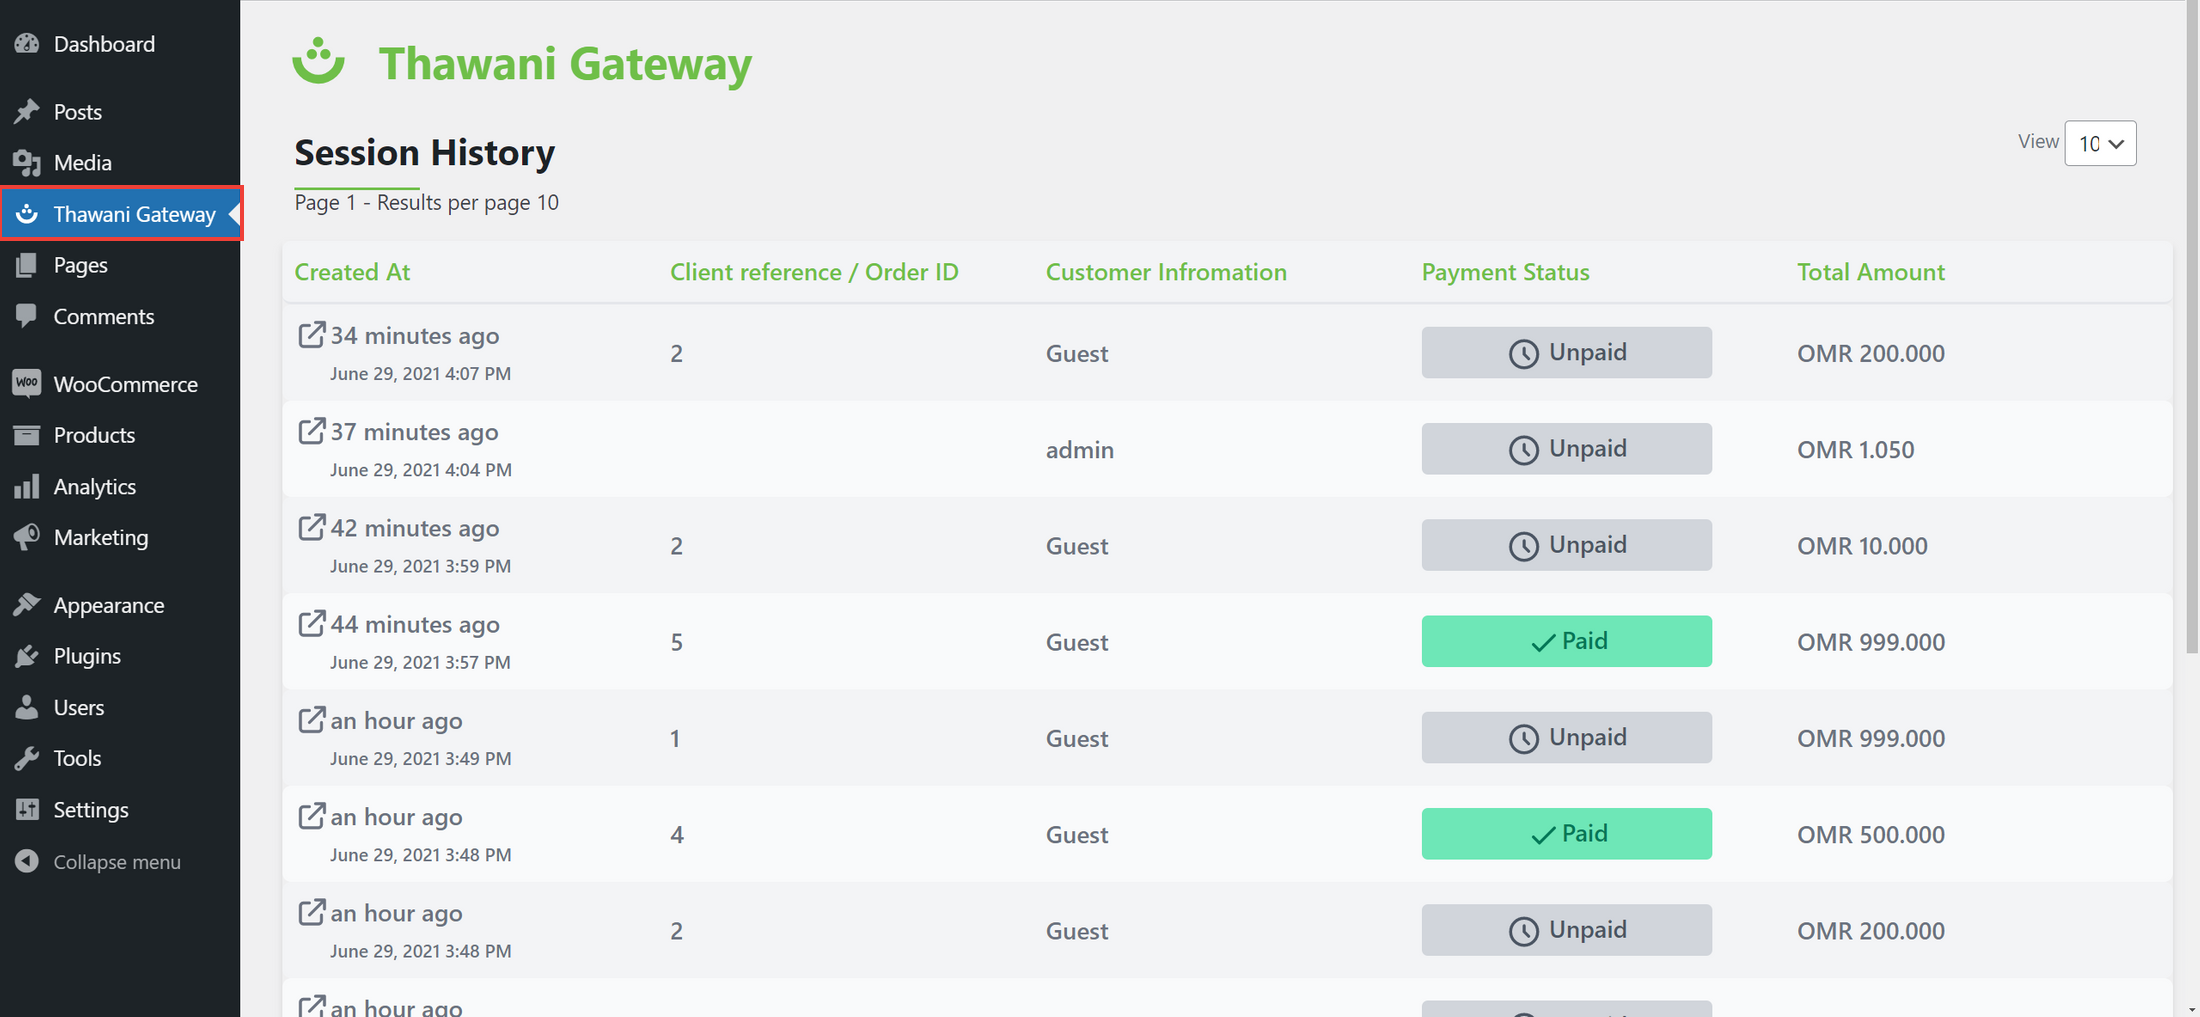 Dashboard
Posts
Media
Thawani Gateway
Pages
Comments
WooCommerce
Products
Analytics
Marketing
Appearance
Plugins
Users
Tools
Settings
Collapse menu
Thawani Gateway
Session History
View 10
Page 1 - Results per page 10
Created At Client reference / Order ID Customer Infromation Payment Status Total Amount
34 minutes ago
June 29, 2021 4:07 PM
2 Guest Unpaid OMR 200.000
37 minutes ago
June 29, 2021 4:04 PM
admin Unpaid OMR 1.050
42 minutes ago
June 29, 2021 3:59 PM
2 Guest Unpaid OMR 10.000
44 minutes ago
June 29, 2021 3:57 PM
5 Guest Paid OMR 999.000
an hour ago
June 29, 2021 3:49 PM
1 Guest Unpaid OMR 999.000
an hour ago
June 29, 2021 3:48 PM
4 Guest Paid OMR 500.000
an hour ago
June 29, 2021 3:48 PM
2 Guest Unpaid OMR 200.000
an hour ago